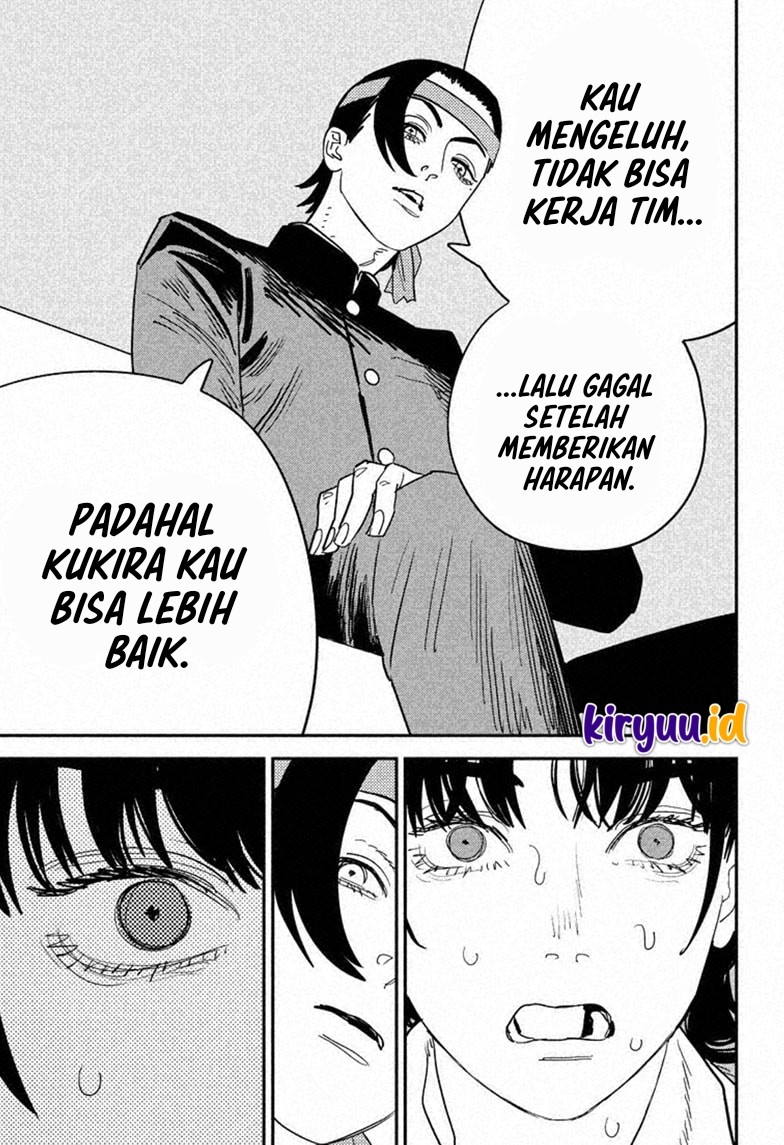 KAU
MENGELUH,
TIDAK BISA
KERJA TIM...
...LALU GAGAL
SETELAH
MEMBERIKAN
HARAPAN.
PADAHAL
KUKIRA KAU
BISA LEBIH
BAIK.
kiryuu.id